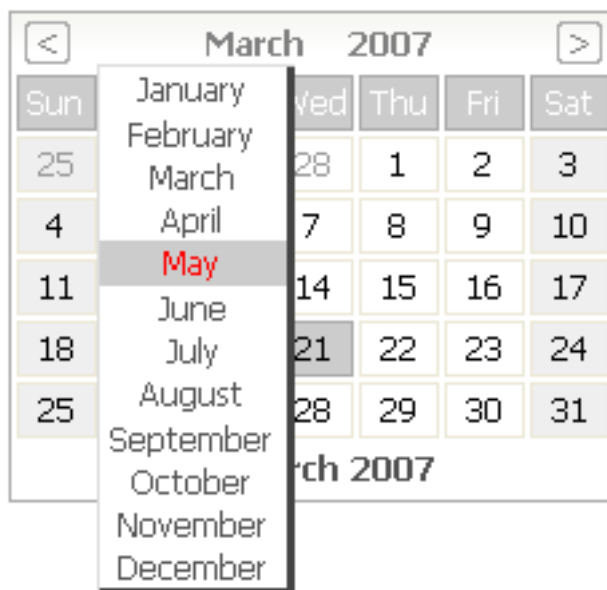 < March 2007 >
Sun Wed Thu Fri Sat
25 28 1 2 3
4 7 8 9 10
11 14 15 16 17
18 21 22 23 24
25 28 29 30 31
rch 2007
January
February
March
April
May
June
July
August
September
October
November
December